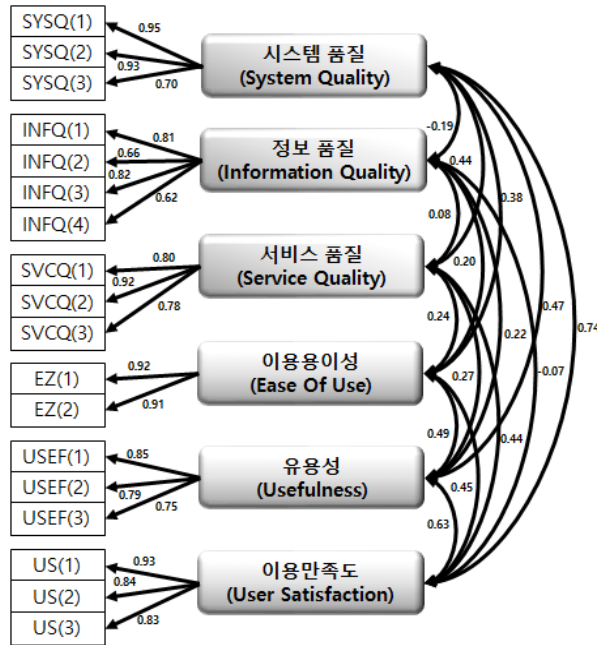 SYSQ(1)
SYSQ(2)
SYSQ(3)
0.95
0.93
0.70
시스템 품질
(System Quality)
INFQ(1)
INFQ(2)
INFQ(3)
INFQ(4)
0.81
0.66
0.82
0.62
정보 품질
(Information Quality)
SVCQ(1)
SVCQ(2)
SVCQ(3)
0.80
0.92
0.78
서비스 품질
(Service Quality)
EZ(1)
EZ(2)
0.92
0.91
이용용이성
(Ease Of Use)
USEF(1)
USEF(2)
USEF(3)
0.85
0.79
0.75
유용성
(Usefulness)
US(1)
US(2)
US(3)
0.93
0.84
0.83
이용만족도
(User Satisfaction)
-0.19
0.44
0.38
0.08
0.20
0.47
0.74
0.24
0.22
0.27
-0.07
0.49
0.44
0.45
0.63